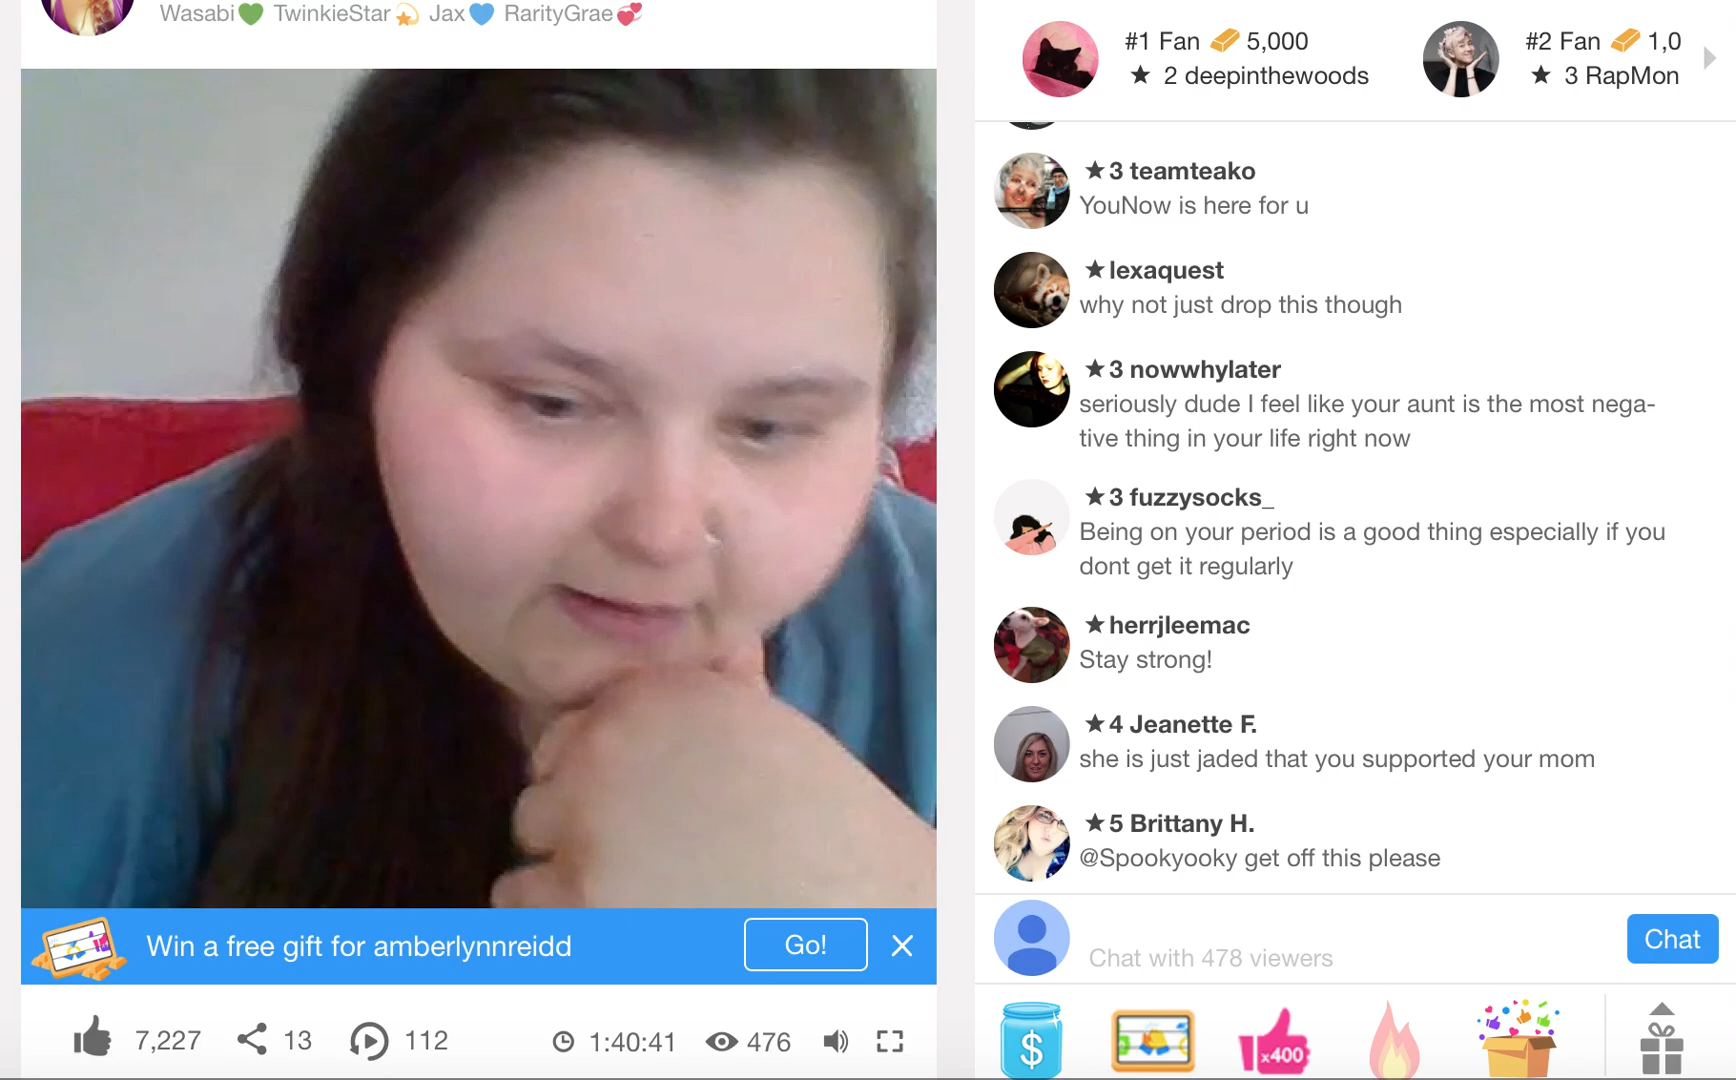 Wasabi💚 TwinkieStar💫 Jax💙 RarityGrae💞
#1 Fan 5,000
★ 2 deepinthewoods
#2 Fan 1,0
★ 3 RapMon
★3 teamteako
YouNow is here for u
★lexaquest
why not just drop this though
★3 nowwhylater
seriously dude I feel like your aunt is the most nega-
tive thing in your life right now
★3 fuzzysocks_
Being on your period is a good thing especially if you
dont get it regularly
★herrjleemac
Stay strong!
★4 Jeanette F.
she is just jaded that you supported your mom
★5 Brittany H.
@Spookyooky get off this please
Win a free gift for amberlynnreidd
Go!
Chat with 478 viewers
Chat
7,227 13 112 1:40:41 476
$
x400